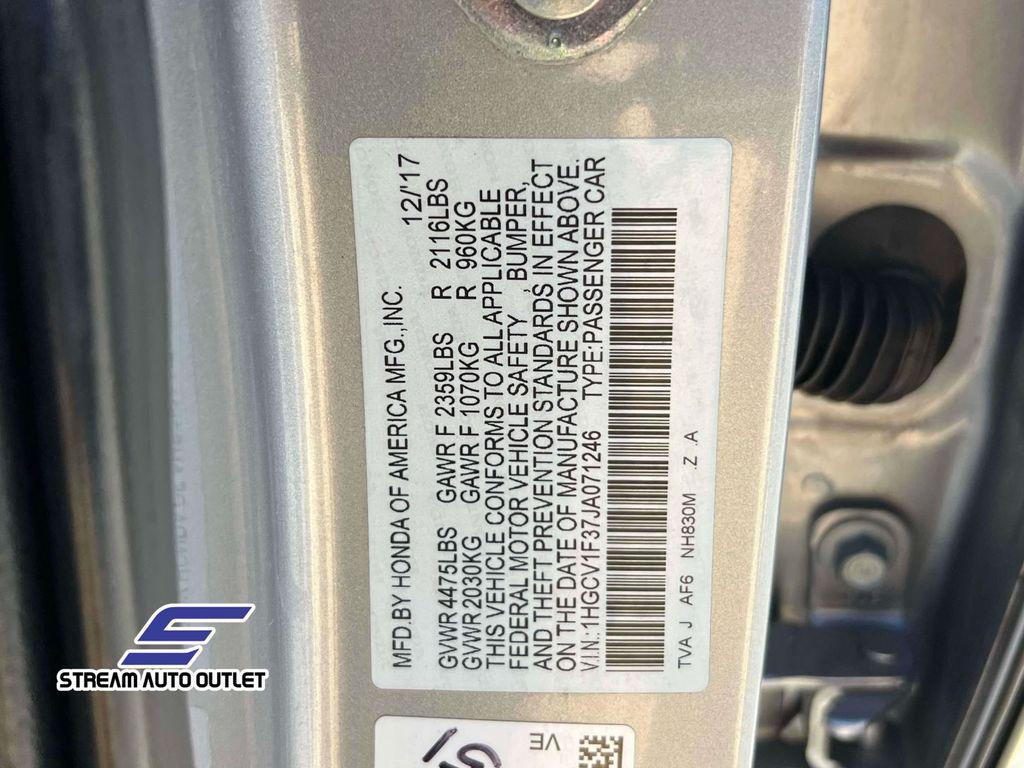 MFD.BY HONDA OF AMERICA MFG.,INC. 12/'17
GVWR 4475LBS GAWR F 2359LBS R 2116LBS
GVWR 2030KG GAWR F 1070KG R 960KG
THIS VEHICLE CONFORMS TO ALL APPLICABLE
FEDERAL MOTOR VEHICLE SAFETY , BUMPER,
AND THEFT PREVENTION STANDARDS IN EFFECT
ON THE DATE OF MANUFACTURE SHOWN ABOVE.
V.I.N:1HGCV1F37JA071246 TYPE:PASSENGER CAR
TVA J AF6 NH830M .Z .A
VE
STREAM AUTO OUTLET